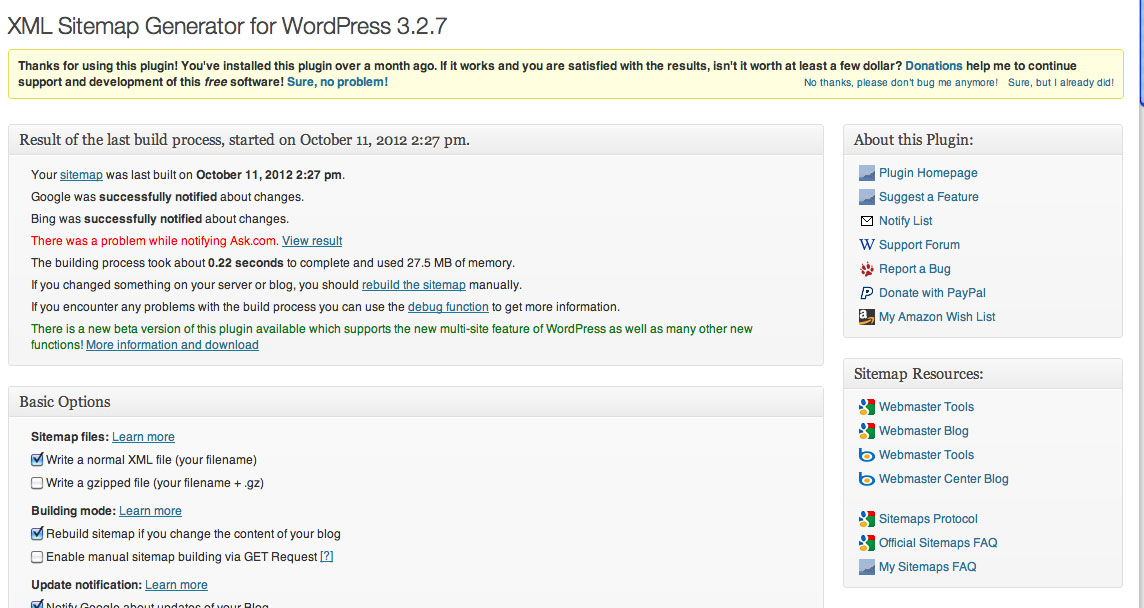 XML Sitemap Generator for WordPress 3.2.7
Thanks for using this plugin! You've installed this plugin over a month ago. If it works and you are satisfied with the results, isn't it worth at least a few dollar? Donations help me to continue
support and development of this free software! Sure, no problem!
No thanks, please don't bug me anymore! Sure, but I already did!
Result of the last build process, started on October 11, 2012 2:27 pm.
Your sitemap was last built on October 11, 2012 2:27 pm.
Google was successfully notified about changes.
Bing was successfully notified about changes.
There was a problem while notifying Ask.com. View result
The building process took about 0.22 seconds to complete and used 27.5 MB of memory.
If you changed something on your server or blog, you should rebuild the sitemap manually.
If you encounter any problems with the build process you can use the debug function to get more information.
There is a new beta version of this plugin available which supports the new multi-site feature of WordPress as well as many other new
functions! More information and download
Basic Options
Sitemap files: Learn more
Write a normal XML file (your filename)
Write a gzipped file (your filename + .gz)
Building mode: Learn more
Rebuild sitemap if you change the content of your blog
Enable manual sitemap building via GET Request [?]
Update notification: Learn more
Notify Google about updates of your Blog
About this Plugin:
Plugin Homepage
Suggest a Feature
Notify List
Support Forum
Report a Bug
Donate with PayPal
My Amazon Wish List
Sitemap Resources:
Webmaster Tools
Webmaster Blog
Webmaster Tools
Webmaster Center Blog
Sitemaps Protocol
Official Sitemaps FAQ
My Sitemaps FAQ